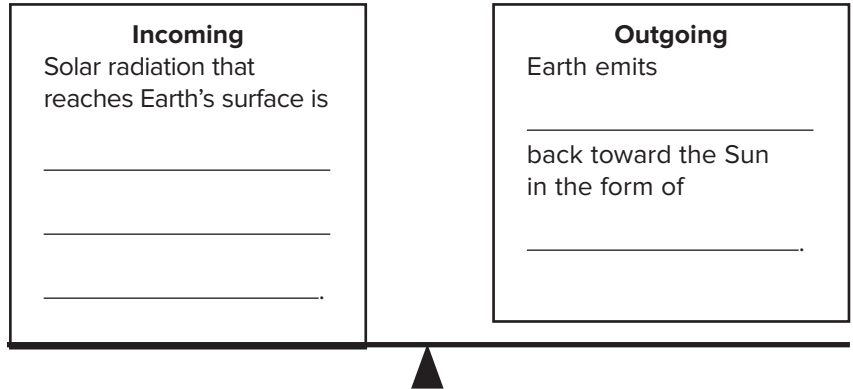 Incoming
Solar radiation that
reaches Earth's surface is
.
Outgoing
Earth emits
back toward the Sun
in the form of
.